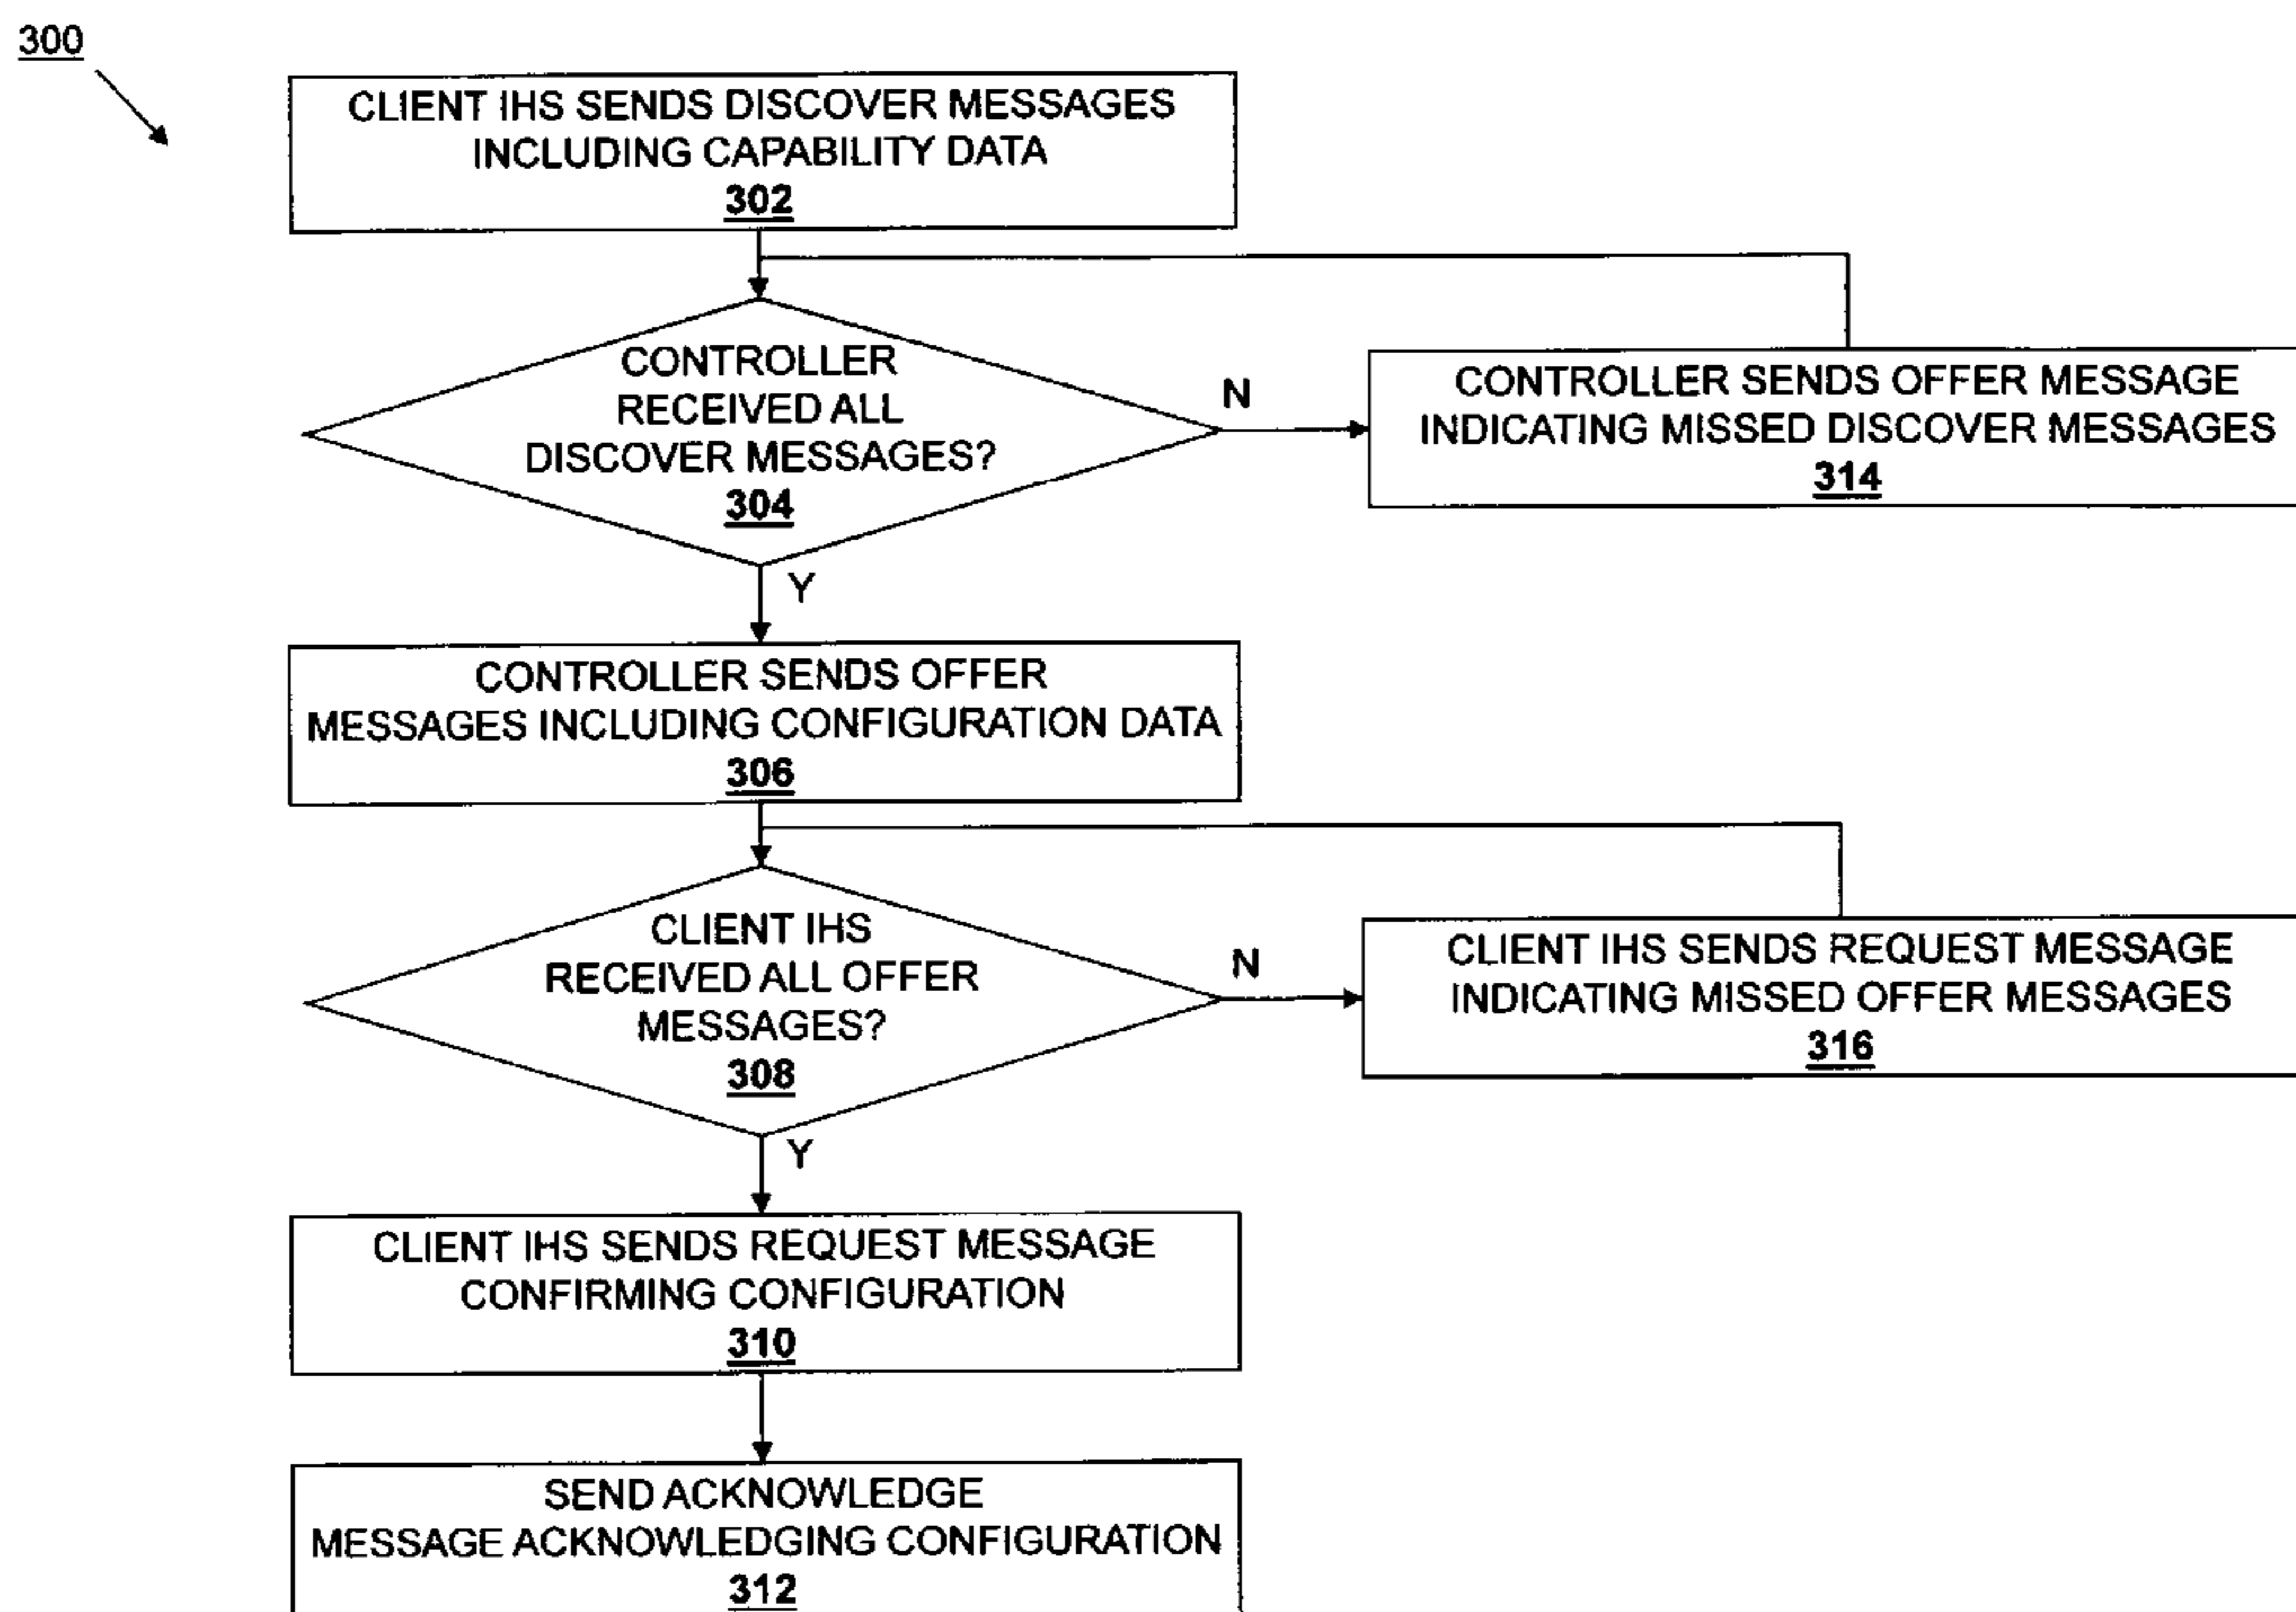 300
CLIENT IHS SENDS DISCOVER MESSAGES
INCLUDING CAPABILITY DATA
302
CONTROLLER
RECEIVED ALL
DISCOVER MESSAGES?
304
N
CONTROLLER SENDS OFFER MESSAGE
INDICATING MISSED DISCOVER MESSAGES
314
Y
CONTROLLER SENDS OFFER
MESSAGES INCLUDING CONFIGURATION DATA
306
CLIENT IHS
RECEIVED ALL OFFER
MESSAGES?
308
N
CLIENT IHS SENDS REQUEST MESSAGE
INDICATING MISSED OFFER MESSAGES
316
Y
CLIENT IHS SENDS REQUEST MESSAGE
CONFIRMING CONFIGURATION
310
SEND ACKNOWLEDGE
MESSAGE ACKNOWLEDGING CONFIGURATION
312